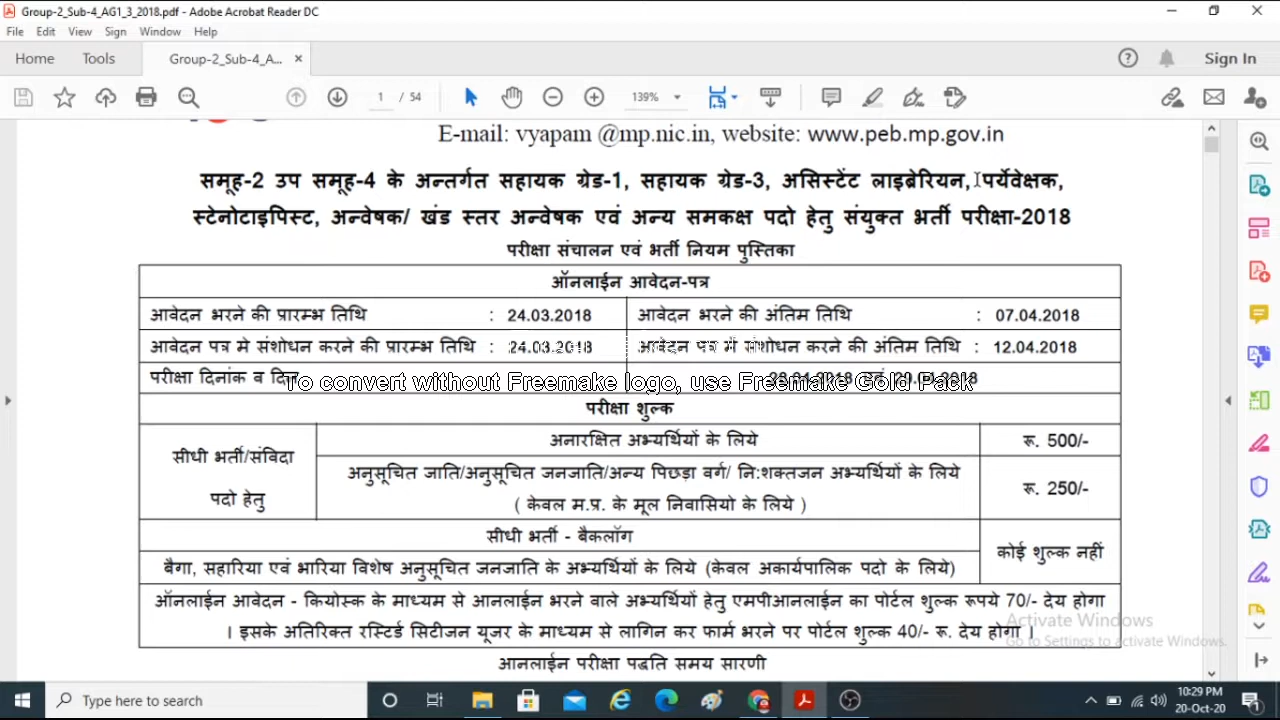 Group-2_Sub-4_AG1_3_2018.pdf - Adobe Acrobat Reader DC
File Edit View Sign Window Help
Home Tools Group-2_Sub-4_A... × Sign In
1 / 54 139%
E-mail: vyapam @mp.nic.in, website: www.peb.mp.gov.in
समूह-2 उप समूह-4 के अन्तर्गत सहायक ग्रेड-1, सहायक ग्रेड-3, असिस्टेंट लाइब्रेरियन, पर्येवेक्षक,
स्टेनोटाइपिस्ट, अन्वेषक/ खंड स्तर अन्वेषक एवं अन्य समकक्ष पदो हेतु संयुक्त भर्ती परीक्षा-2018
परीक्षा संचालन एवं भर्ती नियम पुस्तिका
ऑनलाईन आवेदन-पत्र
आवेदन भरने की प्रारम्भ तिथि : 24.03.2018 आवेदन भरने की अंतिम तिथि : 07.04.2018
आवेदन पत्र मे संशोधन करने की प्रारम्भ तिथि : 24.03.2018 आवेदन पत्र में संशोधन करने की अंतिम तिथि : 12.04.2018
परीक्षा दिनांक व दिन
To convert without Freemake logo, use Freemake Gold Pack
परीक्षा शुल्क
सीधी भर्ती/संविदा पदो हेतु
अनारक्षित अभ्यर्थियों के लिये रू. 500/-
अनुसूचित जाति/अनुसूचित जनजाति/अन्य पिछड़ा वर्ग/ नि:शक्तजन अभ्यर्थियों के लिये
( केवल म.प्र. के मूल निवासियो के लिये ) रू. 250/-
सीधी भर्ती - बैकलॉग
कोई शुल्क नहीं
बैगा, सहारिया एवं भारिया विशेष अनुसूचित जनजाति के अभ्यर्थियों के लिये (केवल अकार्यपालिक पदो के लिये)
ऑनलाईन आवेदन - कियोस्क के माध्यम से आनलाईन भरने वाले अभ्यर्थियों हेतु एमपीआनलाईन का पोर्टल शुल्क रूपये 70/- देय होगा
। इसके अतिरिक्त रस्टिर्ड सिटीजन यूजर के माध्यम से लागिन कर फार्म भरने पर पोर्टल शुल्क 40/- रू. देय होगा ।
Activate Windows
Go to Settings to activate Windows.
आनलाईन परीक्षा पद्धति समय सारणी
Type here to search
10:29 PM
20-Oct-20